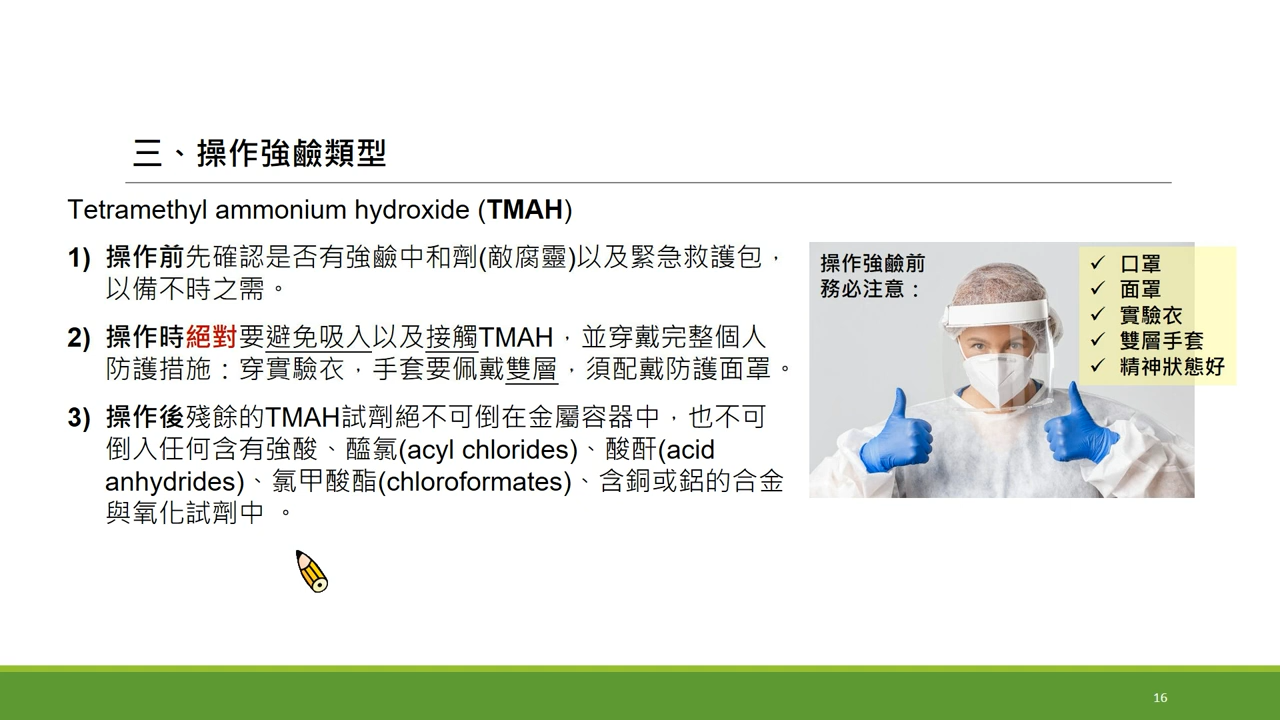 三、操作強鹼類型
Tetramethyl ammonium hydroxide (TMAH)
1) 操作前先確認是否有強鹼中和劑(敵腐靈)以及緊急救護包，
以備不時之需。
2) 操作時絕對要避免吸入以及接觸TMAH，並穿戴完整個人
防護措施：穿實驗衣，手套要佩戴雙層，須配戴防護面罩。
3) 操作後殘餘的TMAH試劑絕不可倒在金屬容器中，也不可
倒入任何含有強酸、醯氯(acyl chlorides)、酸酐(acid
anhydrides)、氯甲酸酯(chloroformates)、含銅或鋁的合金
與氧化試劑中 。
操作強鹼前
務必注意：
✓ 口罩
✓ 面罩
✓ 實驗衣
✓ 雙層手套
✓ 精神狀態好
16